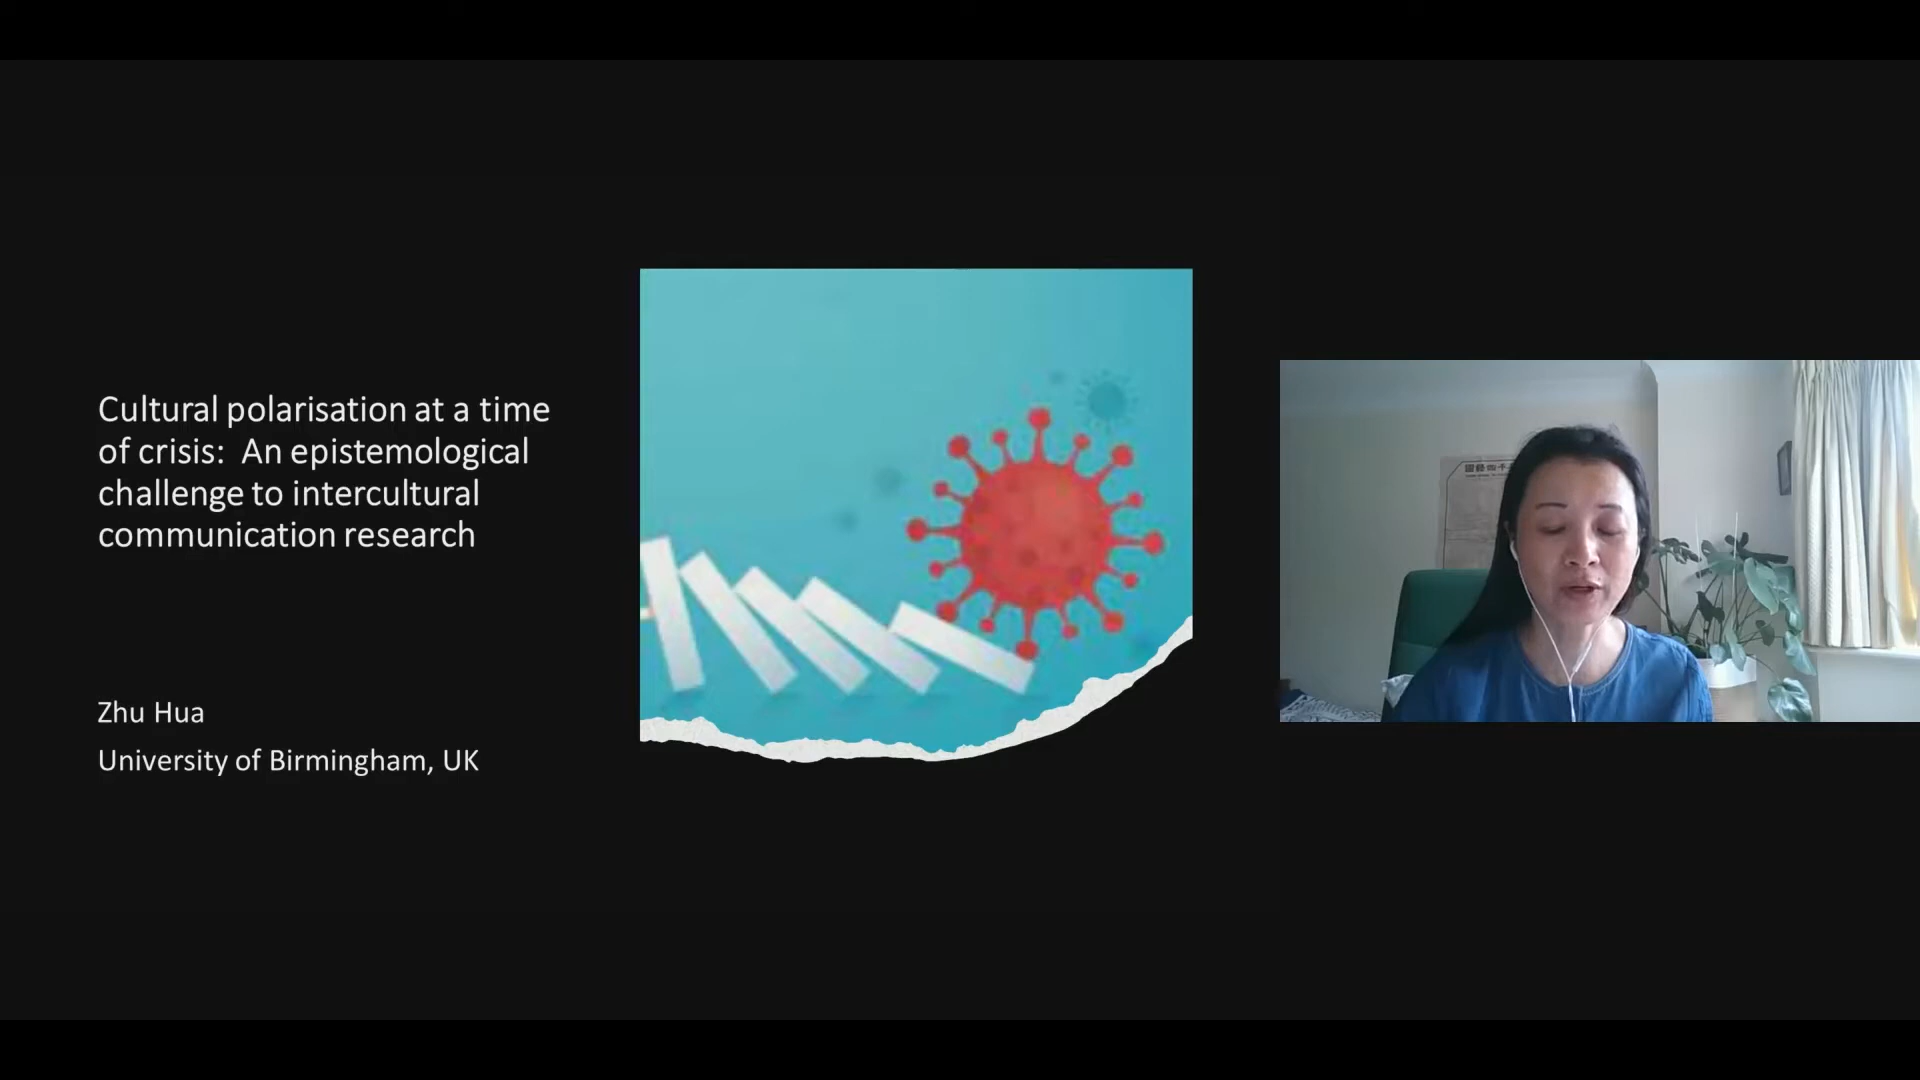 Cultural polarisation at a time
of crisis:  An epistemological
challenge to intercultural
communication research
Zhu Hua
University of Birmingham, UK